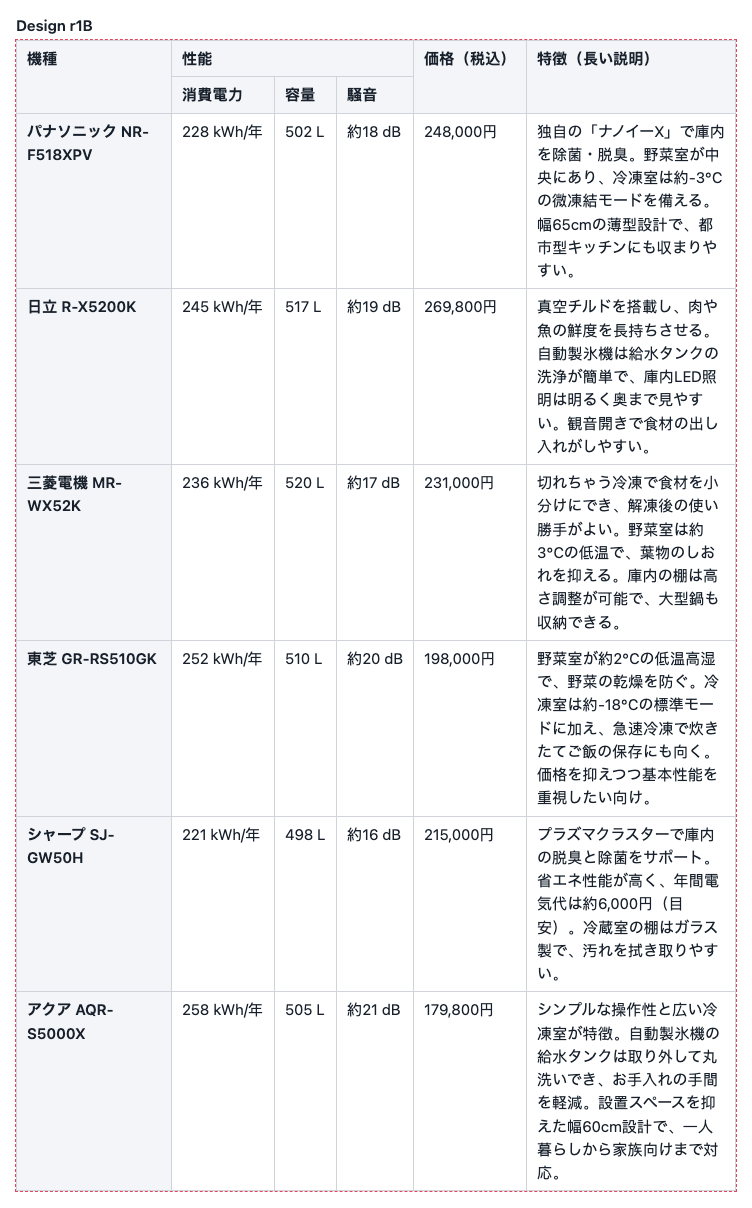 Design r1B
機種
性能
価格（税込）
特徴（長い説明）
消費電力
容量
騒音
パナソニック NR-
F518XPV
228 kWh/年
502 L
約18 dB
248,000円
独自の「ナノイーX」で庫内
を除菌・脱臭。野菜室が中
央にあり、冷凍室は約-3°C
の微凍結モードを備える。
幅65cmの薄型設計で、都
市型キッチンにも収まりや
すい。
日立 R-X5200K
245 kWh/年
517 L
約19 dB
269,800円
真空チルドを搭載し、肉や
魚の鮮度を長持ちさせる。
自動製氷機は給水タンクの
洗浄が簡単で、庫内LED照
明は明るく奥まで見やす
い。観音開きで食材の出し
入れがしやすい。
三菱電機 MR-
WX52K
236 kWh/年
520 L
約17 dB
231,000円
切れちゃう冷凍で食材を小
分けにでき、解凍後の使い
勝手がよい。野菜室は約
3°Cの低温で、葉物のしお
れを抑える。庫内の棚は高
さ調整が可能で、大型鍋も
収納できる。
東芝 GR-RS510GK
252 kWh/年
510 L
約20 dB
198,000円
野菜室が約2°Cの低温高湿
で、野菜の乾燥を防ぐ。冷
凍室は約-18°Cの標準モー
ドに加え、急速冷凍で炊き
たてご飯の保存にも向く。
価格を抑えつつ基本性能を
重視したい向け。
シャープ SJ-
GW50H
221 kWh/年
498 L
約16 dB
215,000円
プラズマクラスターで庫内
の脱臭と除菌をサポート。
省エネ性能が高く、年間電
気代は約6,000円（目
安）。冷蔵室の棚はガラス
製で、汚れを拭き取りやす
い。
アクア AQR-
S5000X
258 kWh/年
505 L
約21 dB
179,800円
シンプルな操作性と広い冷
凍室が特徴。自動製氷機の
給水タンクは取り外して丸
洗いでき、お手入れの手間
を軽減。設置スペースを抑
えた幅60cm設計で、一人
暮らしから家族向けまで対
応。